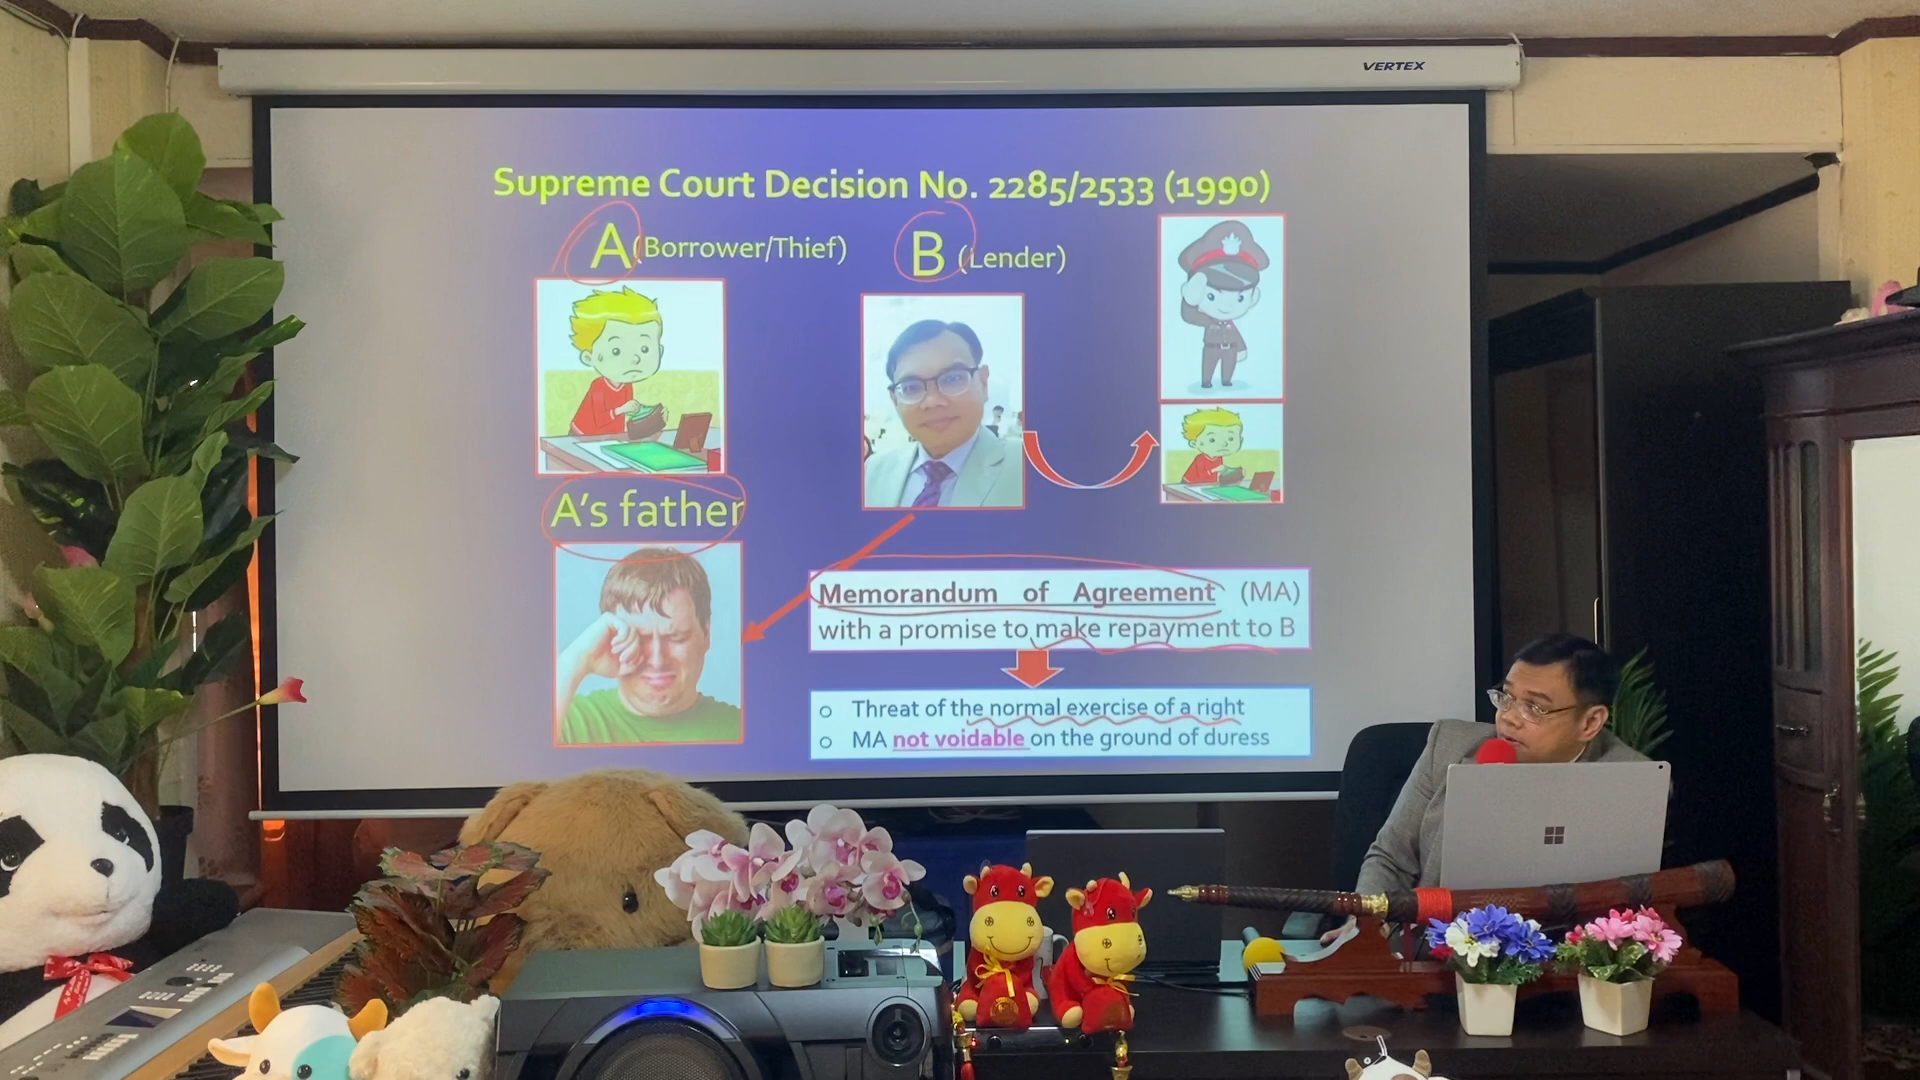 VERTEX
Supreme Court Decision No. 2285/2533 (1990)
A (Borrower/Thief)
B (Lender)
A's father
Memorandum of Agreement (MA)
with a promise to make repayment to B
Threat of the normal exercise of a right
MA not voidable on the ground of duress